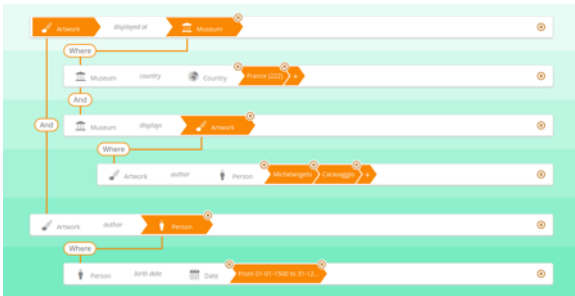 Artwork displayed at Museum
Where
Museum country Country France (222) +
And
And
Museum displays Artwork
Where
Artwork author Person Michelangelo Caravaggio +
Artwork author Person
Where
Person birth date Date From 01-01-1500 to 31-12...